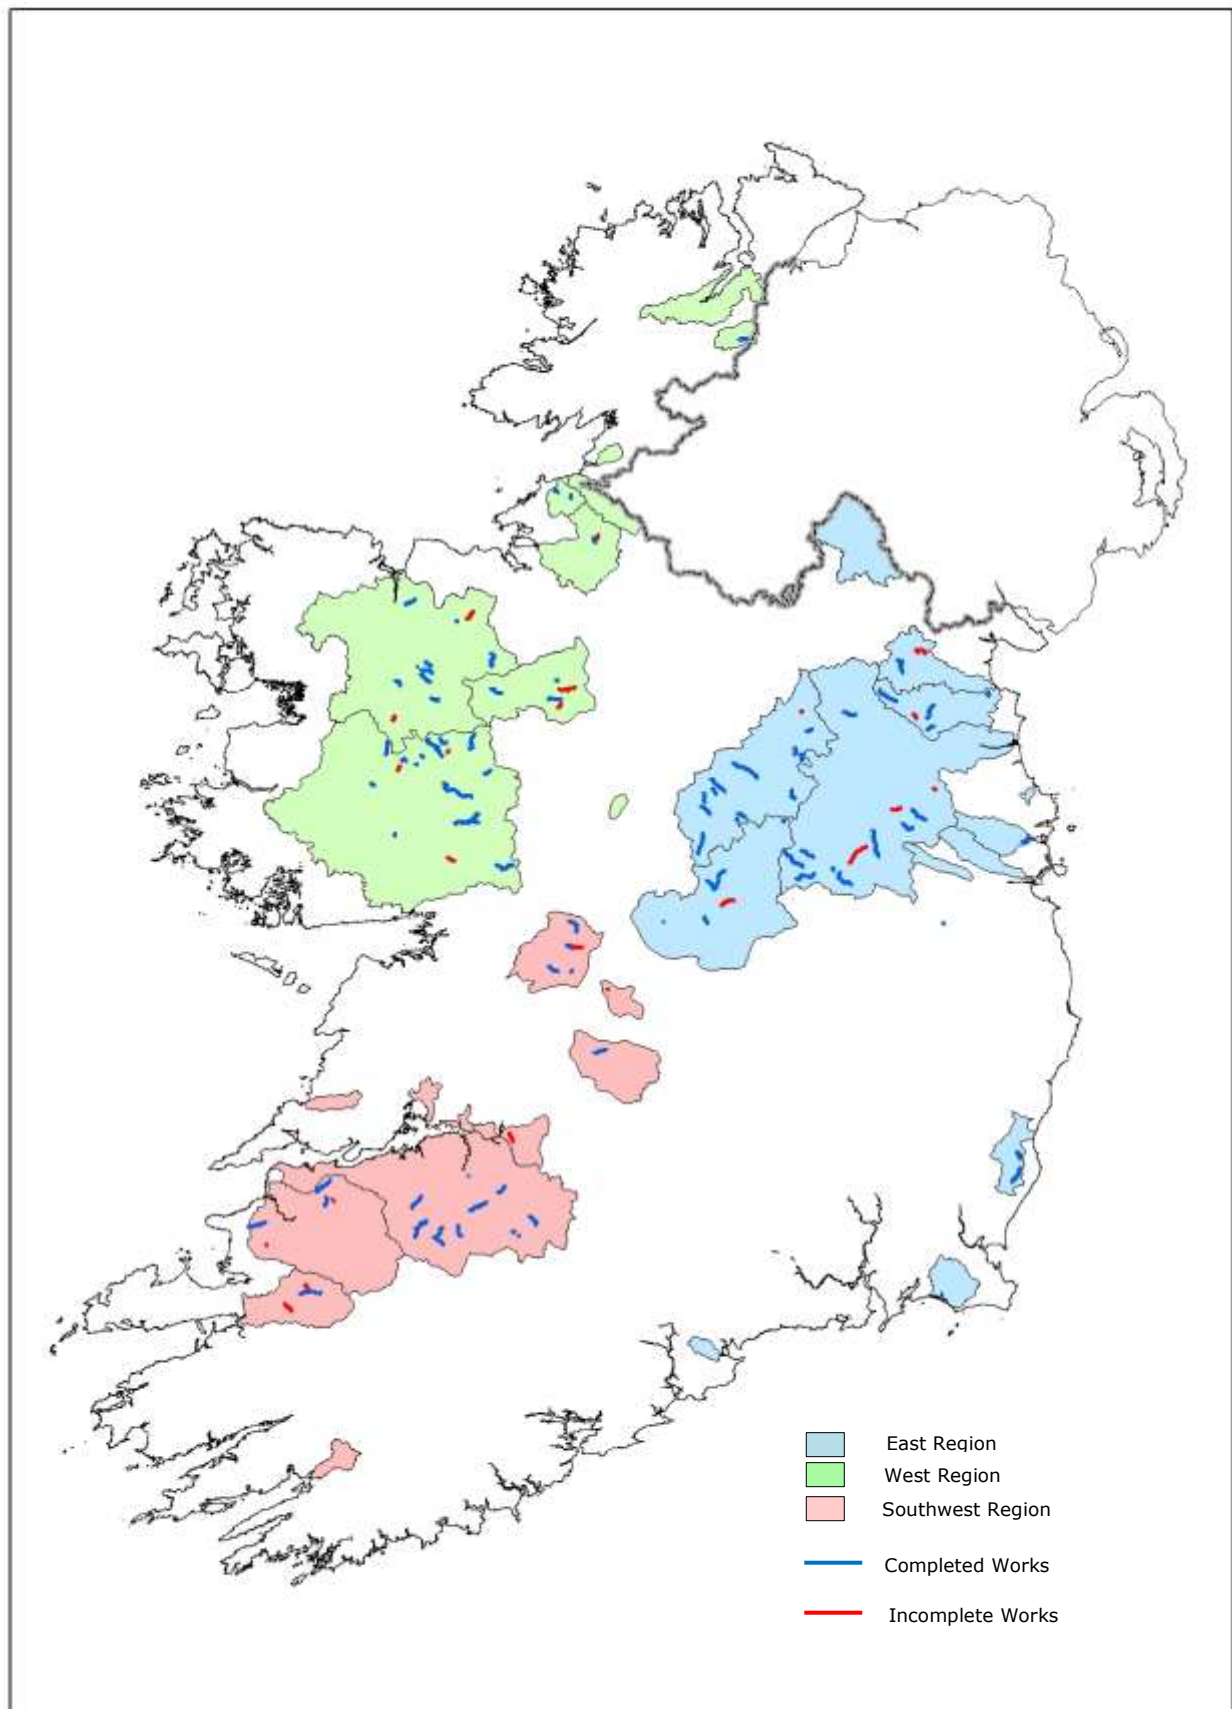 East Region
West Region
Southwest Region
Completed Works
Incomplete Works